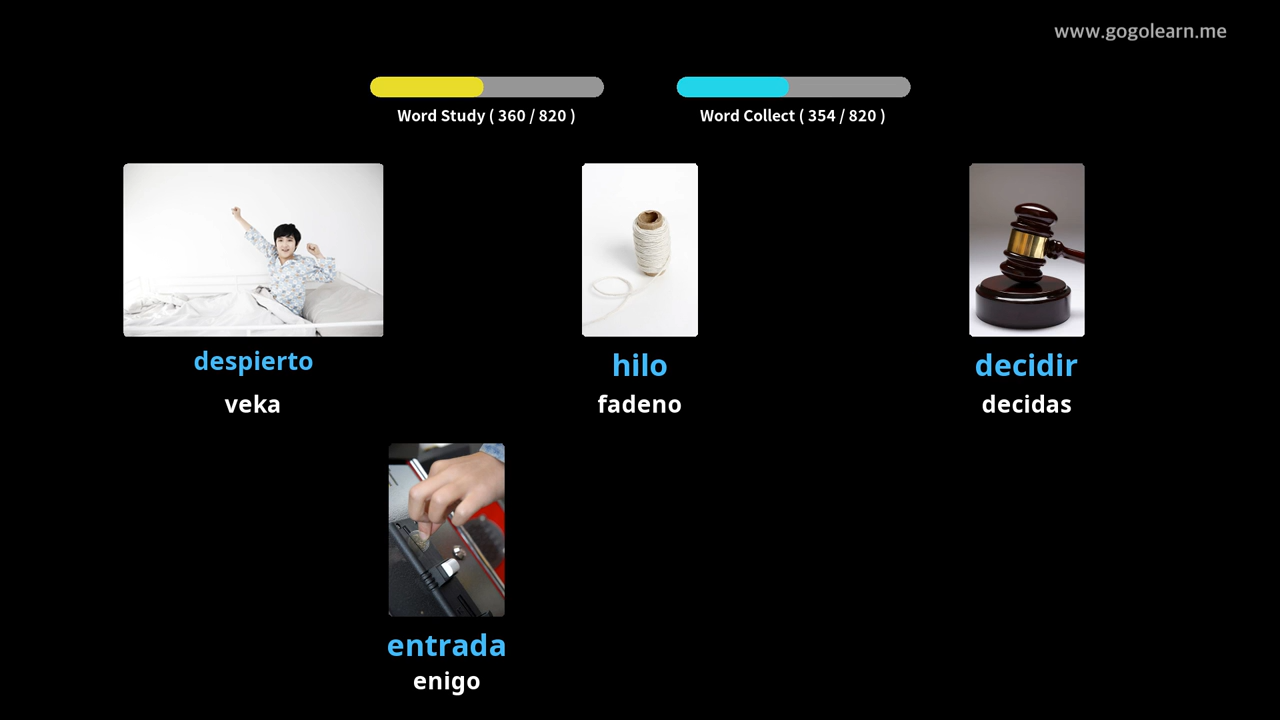 www.gogolearn.me
Word Study ( 360 / 820 )
Word Collect ( 354 / 820 )
despierto
veka
hilo
fadeno
decidir
decidas
entrada
enigo